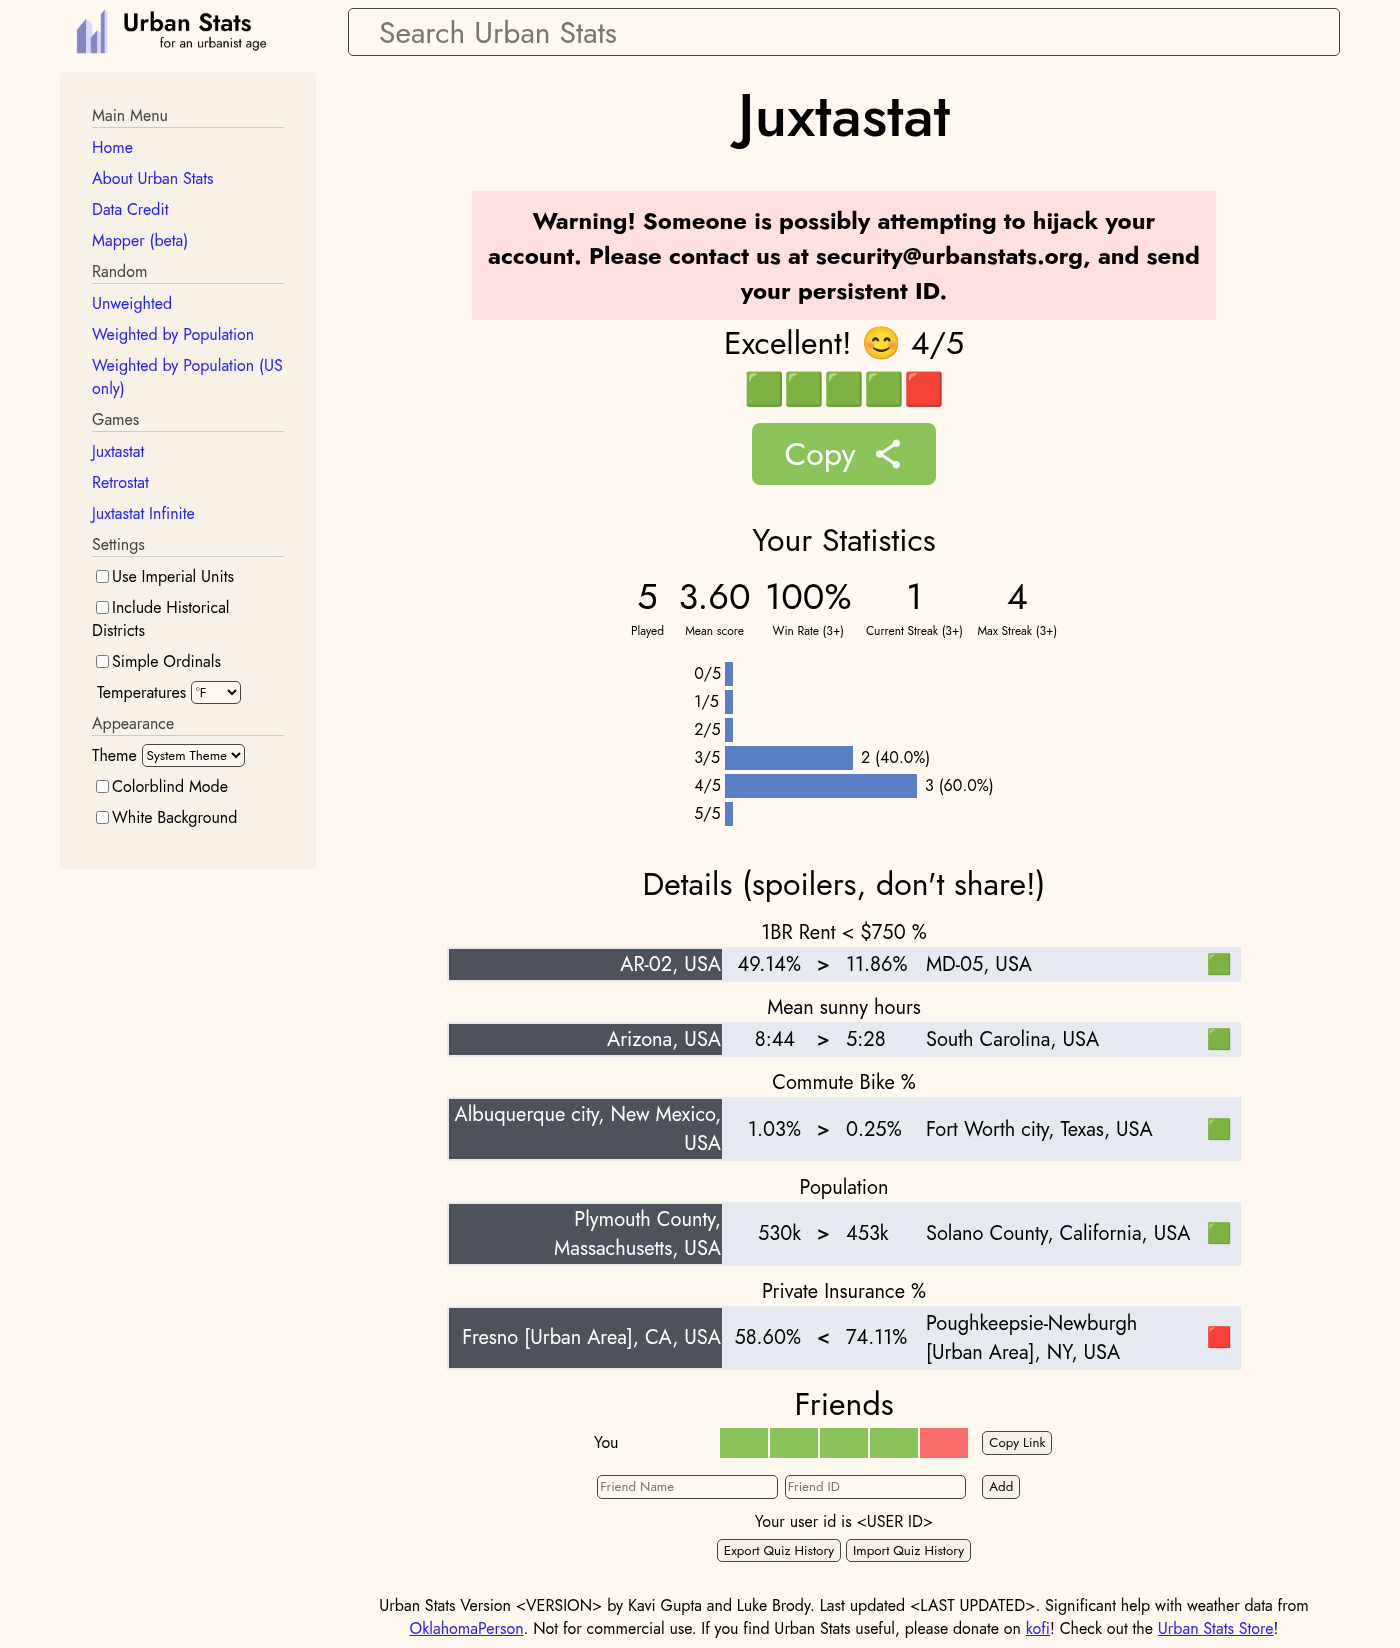 Urban Stats
for an urbanist age
Search Urban Stats
Main Menu
Home
About Urban Stats
Data Credit
Mapper (beta)
Random
Unweighted
Weighted by Population
Weighted by Population (US
only)
Games
Juxtastat
Retrostat
Juxtastat Infinite
Settings
Use Imperial Units
Include Historical
Districts
Simple Ordinals
Temperatures °F
Appearance
Theme System Theme
Colorblind Mode
White Background
Juxtastat
Warning! Someone is possibly attempting to hijack your
account. Please contact us at security@urbanstats.org, and send
your persistent ID.
Excellent! 😊 4/5
🟩🟩🟩🟩🟥
Copy
Your Statistics
5 3.60 100% 1 4
Played Mean score Win Rate (3+) Current Streak (3+) Max Streak (3+)
0/5
1/5
2/5
3/5 2 (40.0%)
4/5 3 (60.0%)
5/5
Details (spoilers, don't share!)
1BR Rent < $750 %
AR-02, USA 49.14% > 11.86% MD-05, USA 🟩
Mean sunny hours
Arizona, USA 8:44 > 5:28 South Carolina, USA 🟩
Commute Bike %
Albuquerque city, New Mexico,
USA 1.03% > 0.25% Fort Worth city, Texas, USA 🟩
Population
Plymouth County,
Massachusetts, USA 530k > 453k Solano County, California, USA 🟩
Private Insurance %
Fresno [Urban Area], CA, USA 58.60% < 74.11% Poughkeepsie-Newburgh
[Urban Area], NY, USA 🟥
Friends
You Copy Link
Friend Name Friend ID Add
Your user id is <USER ID>
Export Quiz History Import Quiz History
Urban Stats Version <VERSION> by Kavi Gupta and Luke Brody. Last updated <LAST UPDATED>. Significant help with weather data from
OklahomaPerson. Not for commercial use. If you find Urban Stats useful, please donate on kofi! Check out the Urban Stats Store!